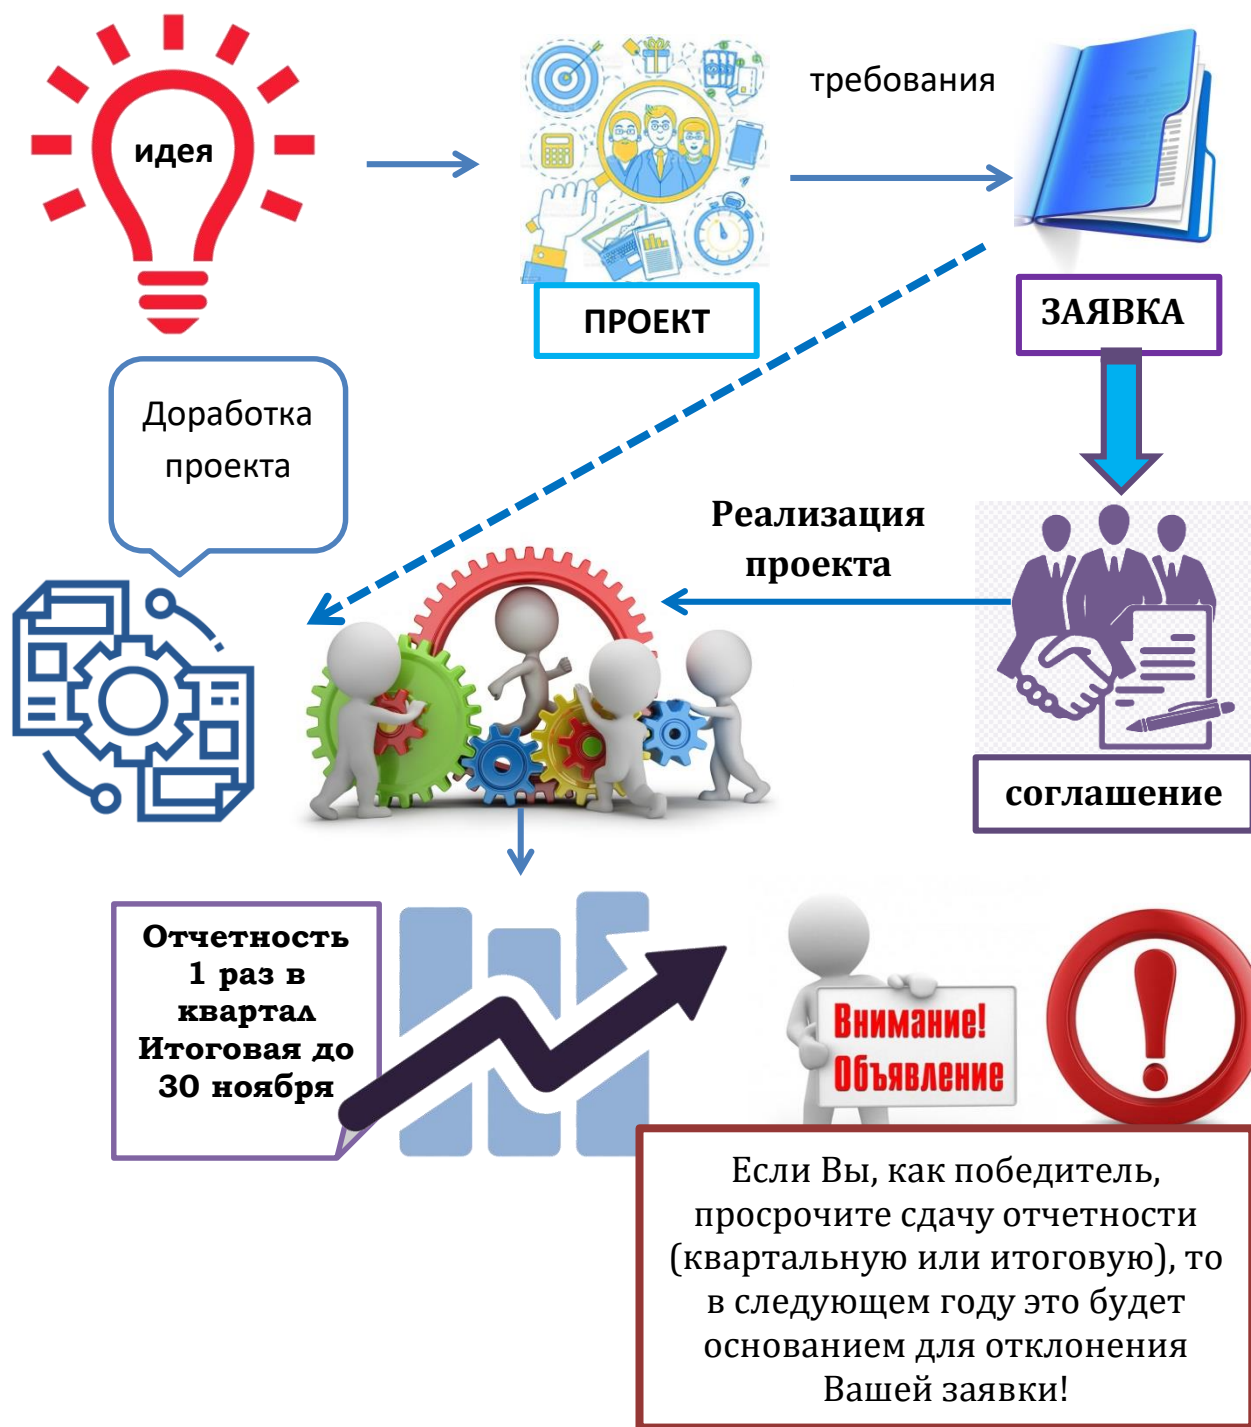 идея
требования
ПРОЕКТ
ЗАЯВКА
Доработка
проекта
Реализация
проекта
соглашение
Отчетность
1 раз в
квартал
Итоговая до
30 ноября
Внимание!
Объявление
Если Вы, как победитель,
просрочите сдачу отчетности
(квартальную или итоговую), то
в следующем году это будет
основанием для отклонения
Вашей заявки!